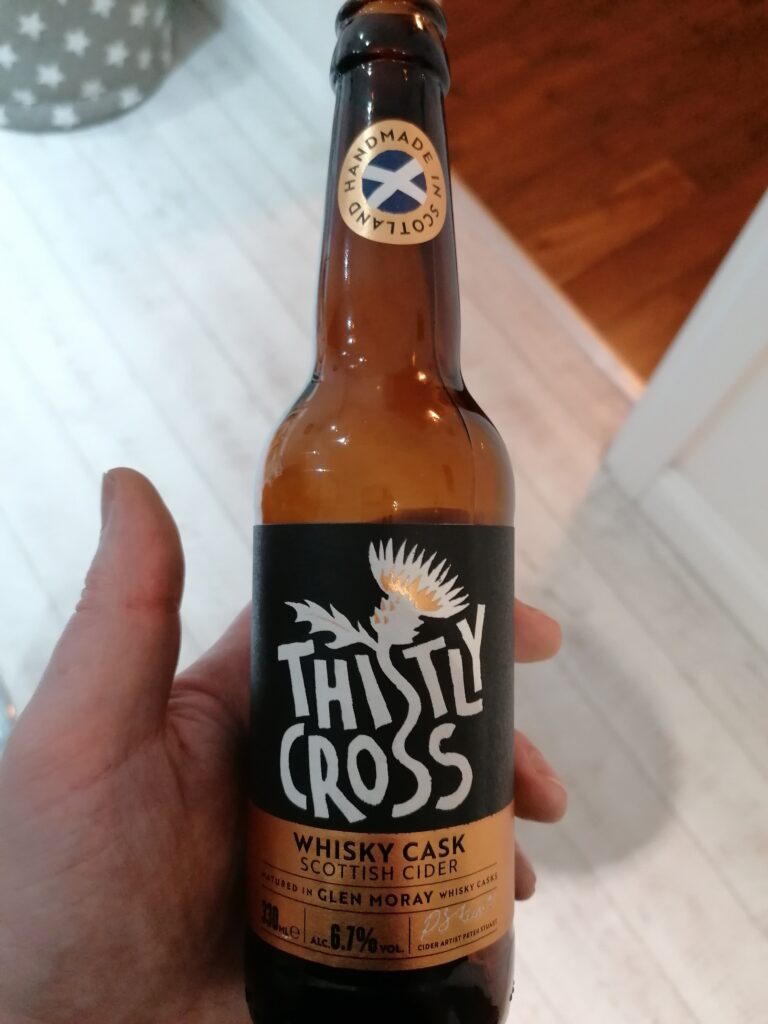 HANDMADE IN SCOTLAND
THISTLY
CROSS
WHISKY CASK
SCOTTISH CIDER
MATURED IN GLEN MORAY WHISKY CASKS
330ML℮ ALC. 6.7% VOL.
CIDER ARTIST PETER STUART